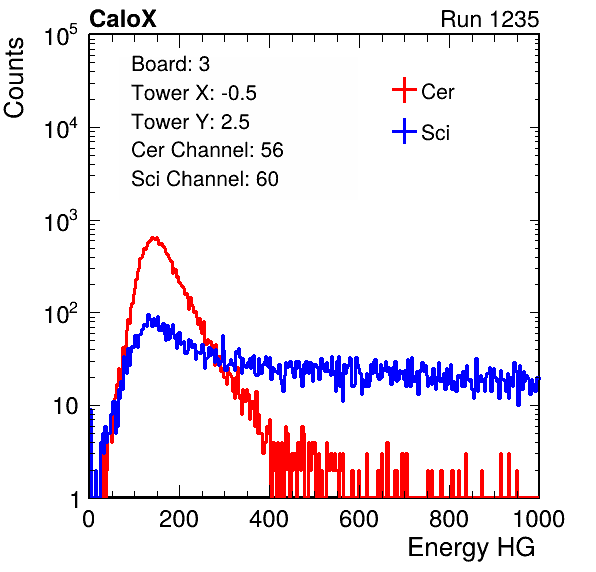 CaloX Run 1235
Counts
10^5
10^4
10^3
10^2
10
1
Board: 3
Tower X: -0.5
Tower Y: 2.5
Cer Channel: 56
Sci Channel: 60
Cer
Sci
0 200 400 600 800 1000
Energy HG